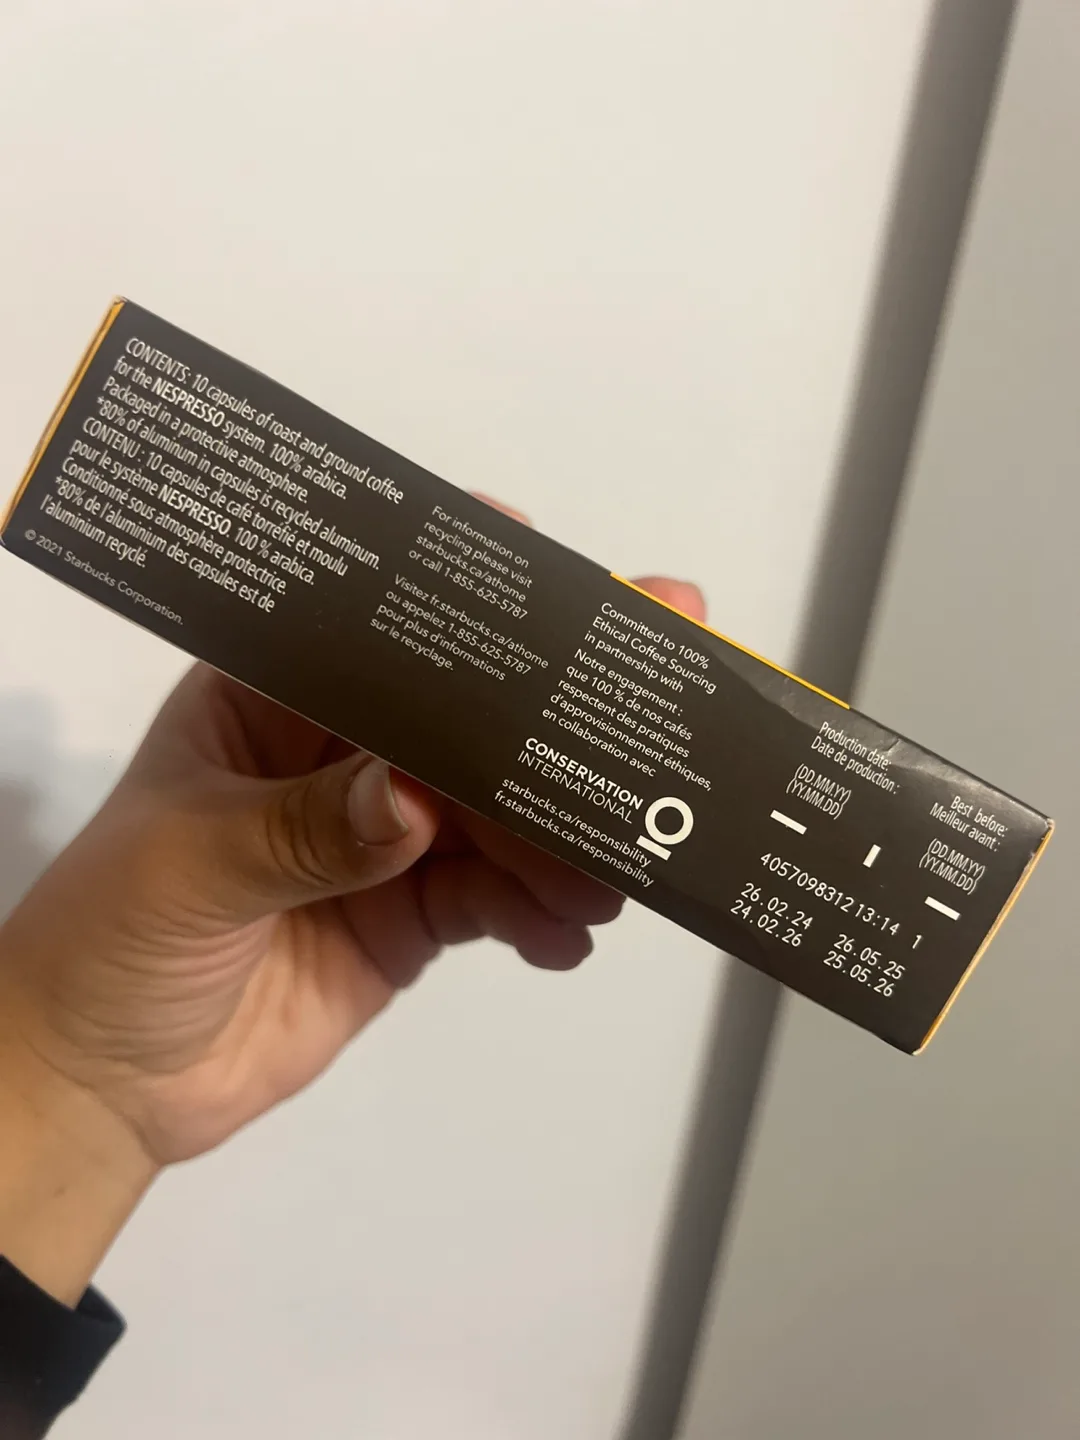 CONTENTS: 10 capsules of roast and ground coffee
for the NESPRESSO system. 100% arabica.
Packaged in a protective atmosphere.
*80% of aluminum in capsules is recycled aluminum.
CONTENU : 10 capsules de café torréfié et moulu
pour le système NESPRESSO. 100 % arabica.
Conditionné sous atmosphère protectrice.
*80% de l'aluminium des capsules est de
l'aluminium recyclé.
© 2021 Starbucks Corporation.
For information on
recycling please visit
starbucks.ca/athome
or call 1-855-625-5787
Visitez fr.starbucks.ca/athome
ou appelez 1-855-625-5787
pour plus d'informations
sur le recyclage.
Committed to 100%
Ethical Coffee Sourcing
in partnership with
Notre engagement :
que 100 % de nos cafés
respectent des pratiques
d'approvisionnement éthiques,
en collaboration avec
CONSERVATION
INTERNATIONAL
starbucks.ca/responsibility
fr.starbucks.ca/responsibility
Production date:
Date de production :
(DD.MM.YY)
(YY.MM.DD)
Best before:
Meilleur avant :
(DD.MM.YY)
(YY.MM.DD)
4057098312 13:14 1
26.02.24 26.05.25
24.02.26 25.05.26